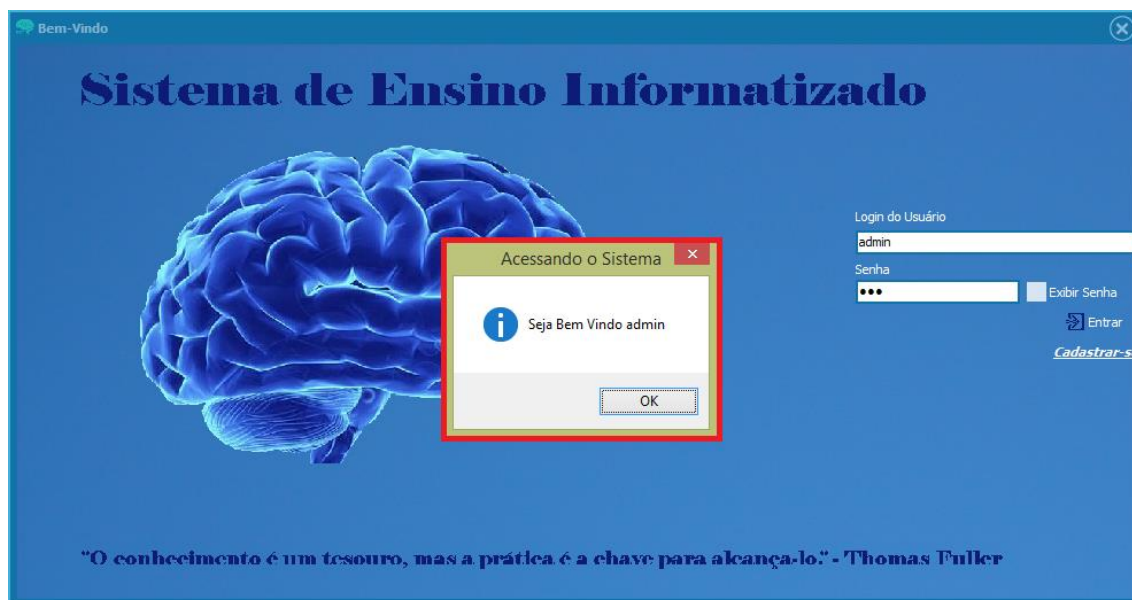 Bem-Vindo
Sistema de Ensino Informatizado
Login do Usuário
admin
Senha
•••
Exibir Senha
Entrar
Cadastrar-s
Acessando o Sistema
Seja Bem Vindo admin
OK
"O conhecimento é um tesouro, mas a prática é a chave para alcança-lo."- Thomas Fuller